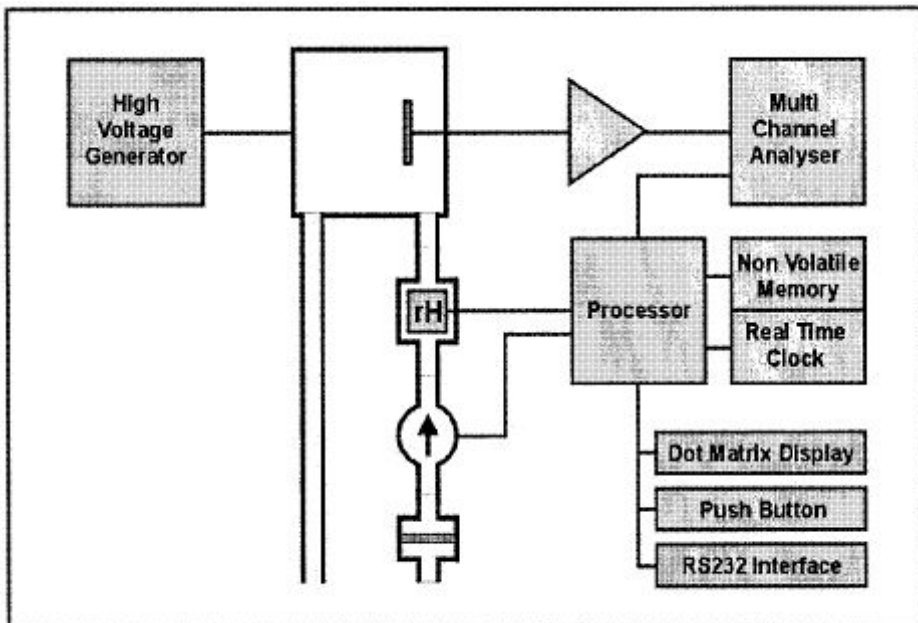 High
Voltage
Generator
Multi
Channel
Analyser
rH
Processor
Non Volatile
Memory
Real Time
Clock
Dot Matrix Display
Push Button
RS232 Interface